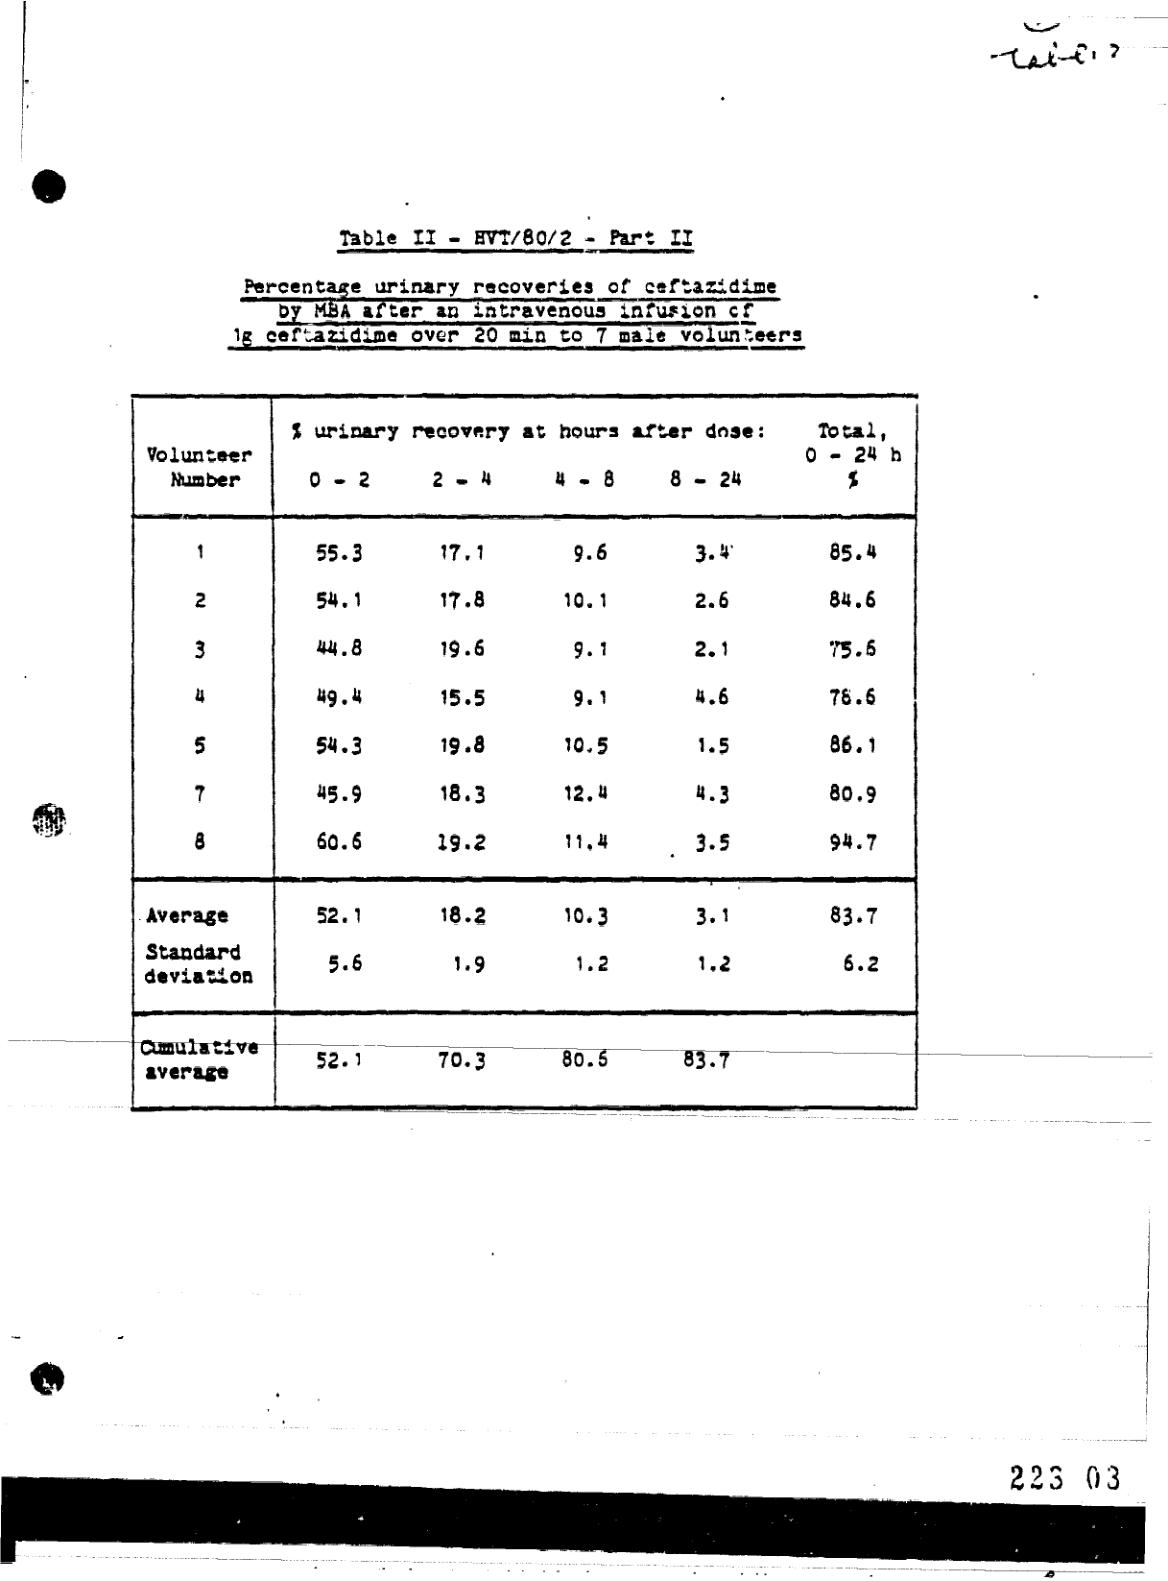 Table II - HVT/80/2 - Part II
Percentage urinary recoveries of ceftazidime
by MBA after an intravenous infusion of
1g ceftazidime over 20 min to 7 male volunteers
Volunteer Number % urinary recovery at hours after dose: Total, 0 - 24 h %
0 - 2 2 - 4 4 - 8 8 - 24
1 55.3 17.1 9.6 3.4 85.4
2 54.1 17.8 10.1 2.6 84.6
3 44.8 19.6 9.1 2.1 75.6
4 49.4 15.5 9.1 4.6 78.6
5 54.3 19.8 10.5 1.5 86.1
7 45.9 18.3 12.4 4.3 80.9
8 60.6 19.2 11.4 3.5 94.7
Average 52.1 18.2 10.3 3.1 83.7
Standard deviation 5.6 1.9 1.2 1.2 6.2
Cumulative average 52.1 70.3 80.6 83.7
223 03